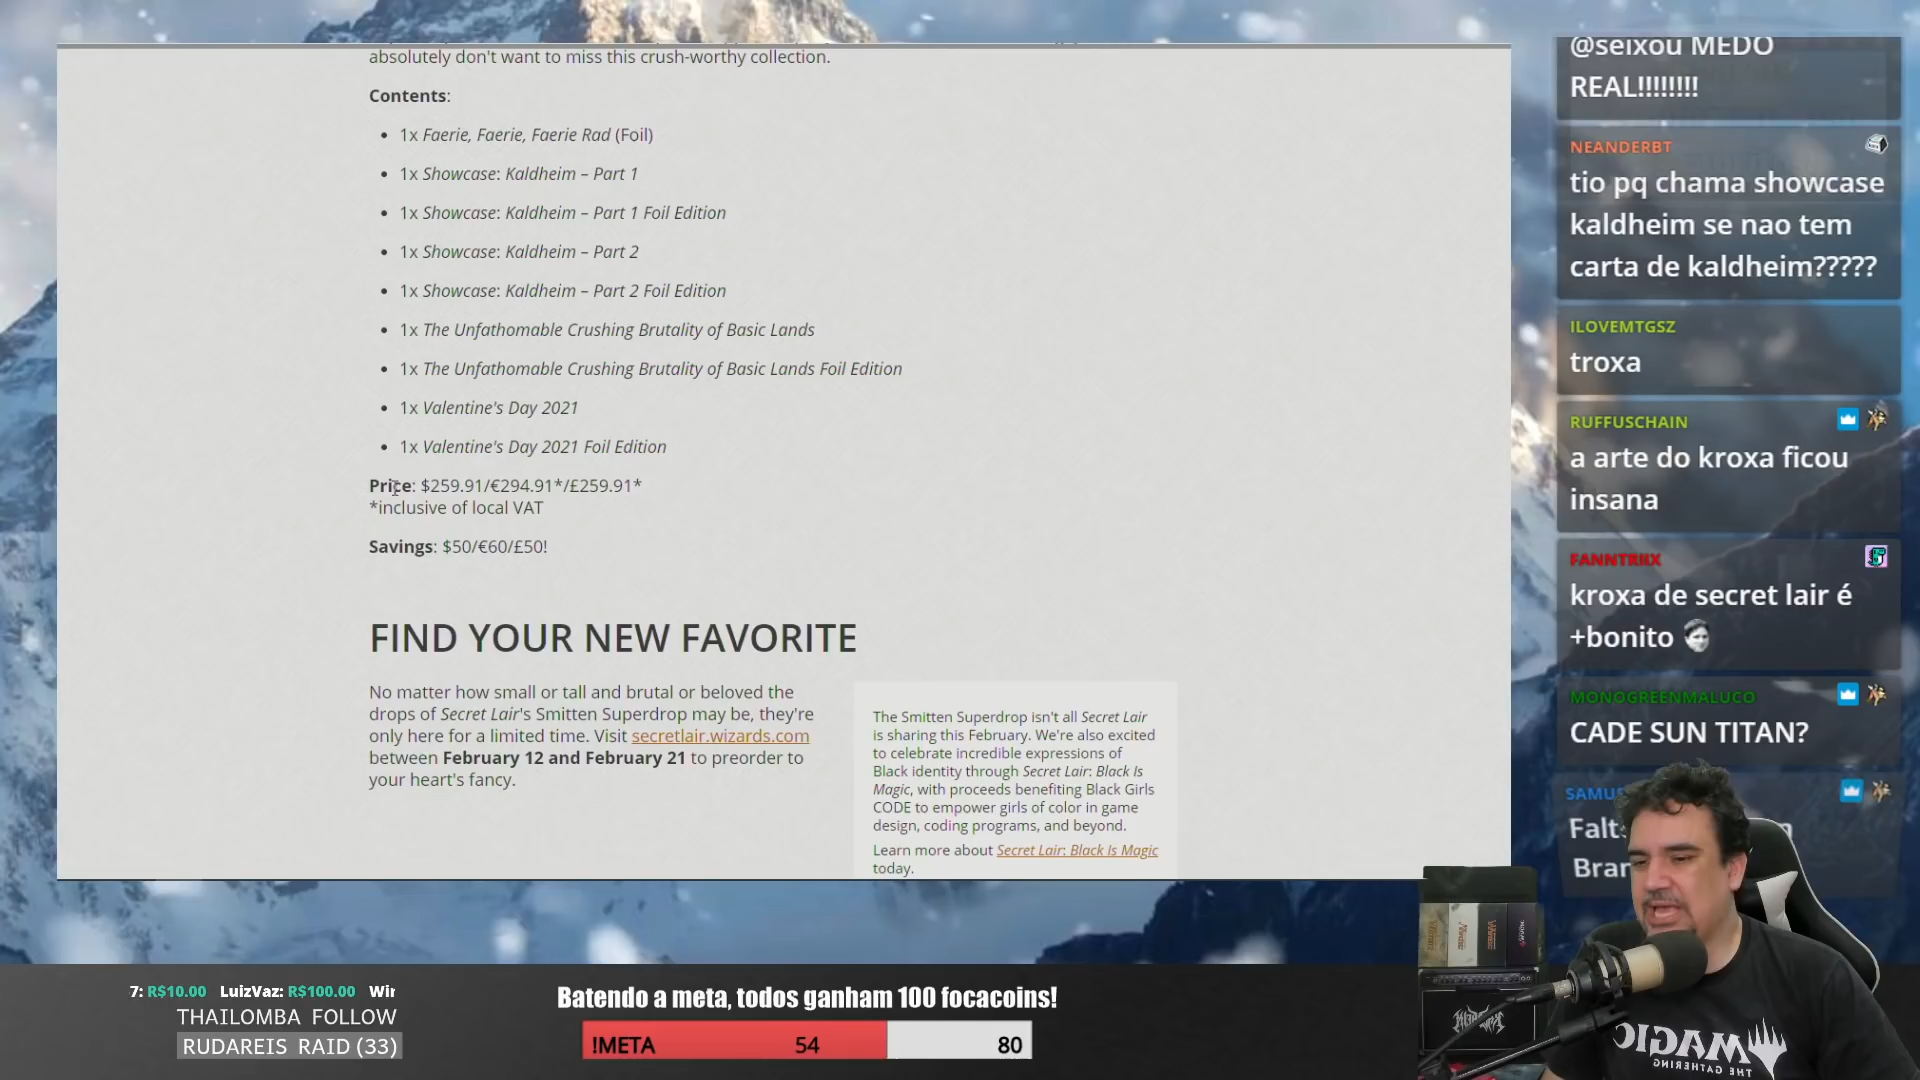 absolutely don't want to miss this crush-worthy collection.
Contents:
• 1x Faerie, Faerie, Faerie Rad (Foil)
• 1x Showcase: Kaldheim – Part 1
• 1x Showcase: Kaldheim – Part 1 Foil Edition
• 1x Showcase: Kaldheim – Part 2
• 1x Showcase: Kaldheim – Part 2 Foil Edition
• 1x The Unfathomable Crushing Brutality of Basic Lands
• 1x The Unfathomable Crushing Brutality of Basic Lands Foil Edition
• 1x Valentine's Day 2021
• 1x Valentine's Day 2021 Foil Edition
Price: $259.91/€294.91*/£259.91*
*inclusive of local VAT
Savings: $50/€60/£50!
FIND YOUR NEW FAVORITE
No matter how small or tall and brutal or beloved the
drops of Secret Lair's Smitten Superdrop may be, they're
only here for a limited time. Visit secretlair.wizards.com
between February 12 and February 21 to preorder to
your heart's fancy.
The Smitten Superdrop isn't all Secret Lair
is sharing this February. We're also excited
to celebrate incredible expressions of
Black identity through Secret Lair: Black Is
Magic, with proceeds benefiting Black Girls
CODE to empower girls of color in game
design, coding programs, and beyond.
Learn more about Secret Lair: Black Is Magic
today.
@seixou MEDO
REAL!!!!!!!!
NEANDERBT
tio pq chama showcase
kaldheim se nao tem
carta de kaldheim?????
ILOVEMTGSZ
troxa
RUFFUSCHAIN
a arte do kroxa ficou
insana
FANNTRIIX
kroxa de secret lair é
+bonito
MONOGREENMALUCO
CADE SUN TITAN?
7: R$10.00 LuizVaz: R$100.00
THAILOMBA FOLLOW
RUDAREIS RAID (33)
Batendo a meta, todos ganham 100 focacoins!
!META 54 80
MAGIC
THE GATHERING